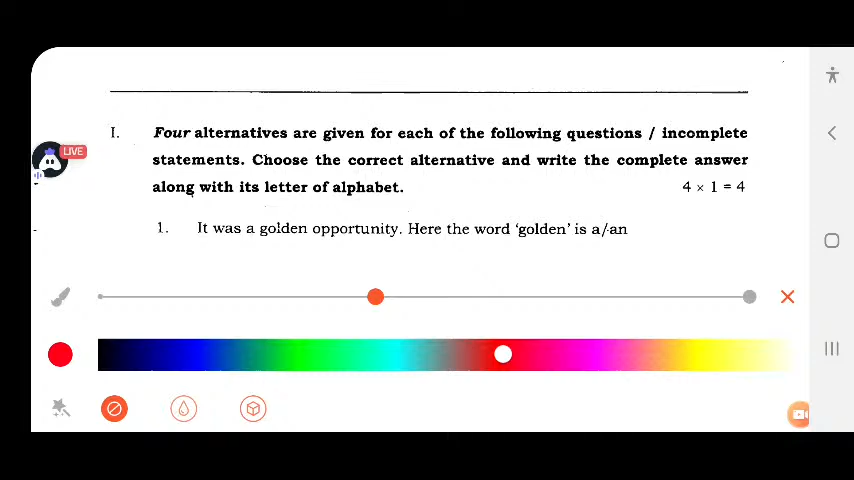 LIVE
I. Four alternatives are given for each of the following questions / incomplete
statements. Choose the correct alternative and write the complete answer
along with its letter of alphabet. 4 × 1 = 4
1. It was a golden opportunity. Here the word ‘golden’ is a/an